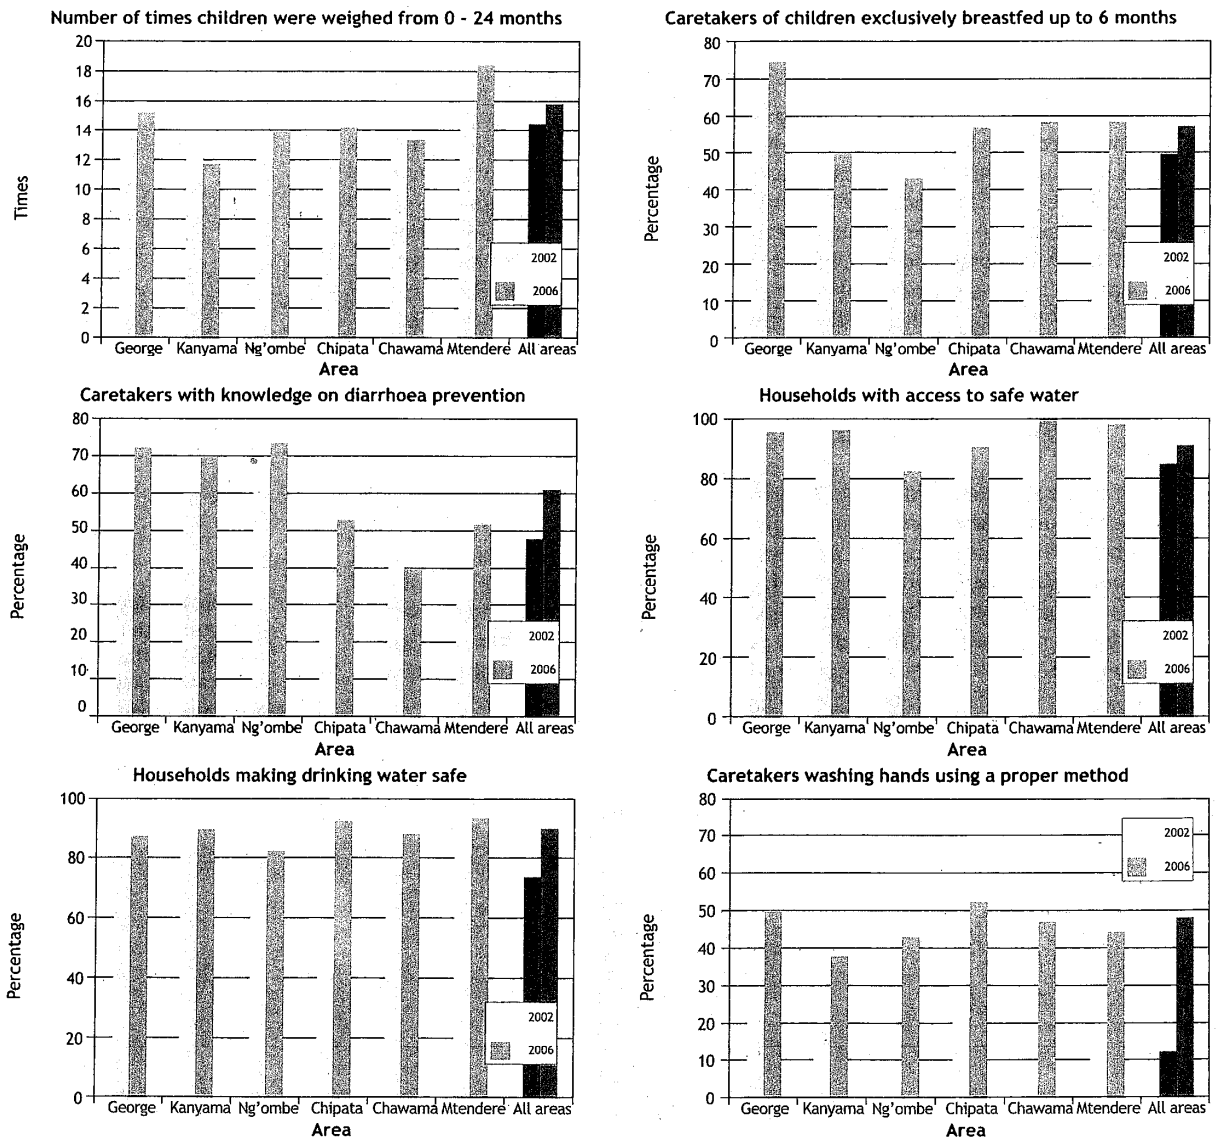 Number of times children were weighed from 0 - 24 months
20
18
16
14
12
10
8
6
4
2
0
Times
2002
2006
George Kanyama Ng'ombe Chipata Chawama Mtendere All areas
Area
Caretakers of children exclusively breastfed up to 6 months
80
70
60
50
40
30
20
10
0
Percentage
2002
2006
George Kanyama Ng'ombe Chipata Chawama Mtendere All areas
Area
Caretakers with knowledge on diarrhoea prevention
80
70
60
50
40
30
20
10
0
Percentage
2002
2006
George Kanyama Ng'ombe Chipata Chawama Mtendere All areas
Area
Households with access to safe water
100
80
60
40
20
0
Percentage
2002
2006
George Kanyama Ng'ombe Chipata Chawama Mtendere All areas
Area
Households making drinking water safe
100
80
60
40
20
0
Percentage
2002
2006
George Kanyama Ng'ombe Chipata Chawama Mtendere All areas
Area
Caretakers washing hands using a proper method
80
70
60
50
40
30
20
10
0
Percentage
2002
2006
George Kanyama Ng'ombe Chipata Chawama Mtendere All areas
Area